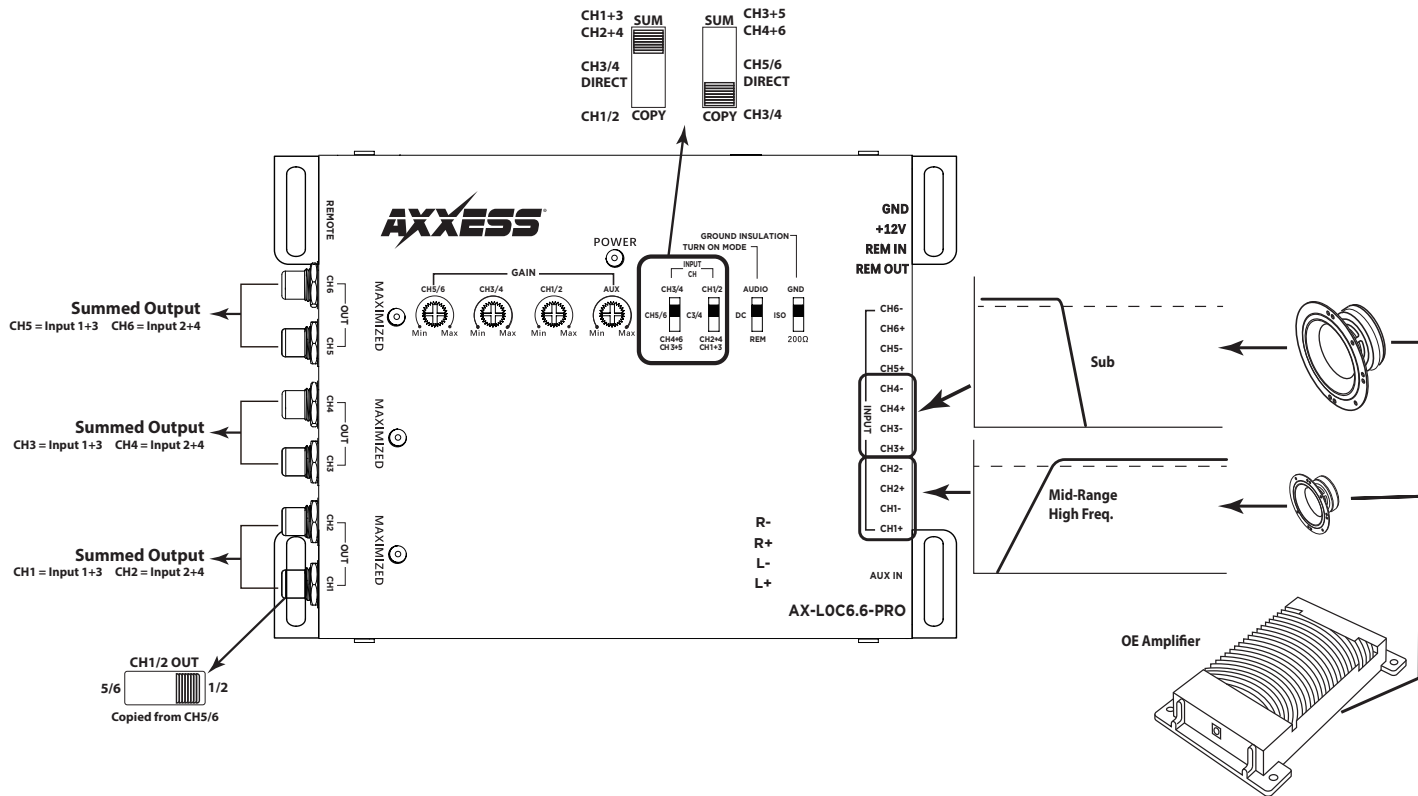 CH1+3
CH2+4
SUM
CH3/4
DIRECT
CH1/2
COPY
SUM
CH3+5
CH4+6
CH5/6
DIRECT
COPY
CH3/4
REMOTE
AXXESS
POWER
GAIN
CH5/6
CH3/4
CH1/2
AUX
Min Max
Min Max
Min Max
Min Max
INPUT
CH
CH3/4
CH1/2
CH5/6
C3/4
CH4+6
CH3+5
CH2+4
CH1+3
GROUND INSULATION
TURN ON MODE
AUDIO
DC
REM
GND
ISO
200Ω
GND
+12V
REM IN
REM OUT
CH6-
CH6+
CH5-
CH5+
CH4-
CH4+
CH3-
CH3+
CH2-
CH2+
CH1-
CH1+
INPUT
AUX IN
R-
R+
L-
L+
AX-L0C6.6-PRO
CH6
OUT
CH5
MAXIMIZED
CH4
OUT
CH3
MAXIMIZED
CH2
OUT
CH1
MAXIMIZED
Summed Output
CH5 = Input 1+3 CH6 = Input 2+4
Summed Output
CH3 = Input 1+3 CH4 = Input 2+4
Summed Output
CH1 = Input 1+3 CH2 = Input 2+4
CH1/2 OUT
5/6
1/2
Copied from CH5/6
Sub
Mid-Range
High Freq.
OE Amplifier